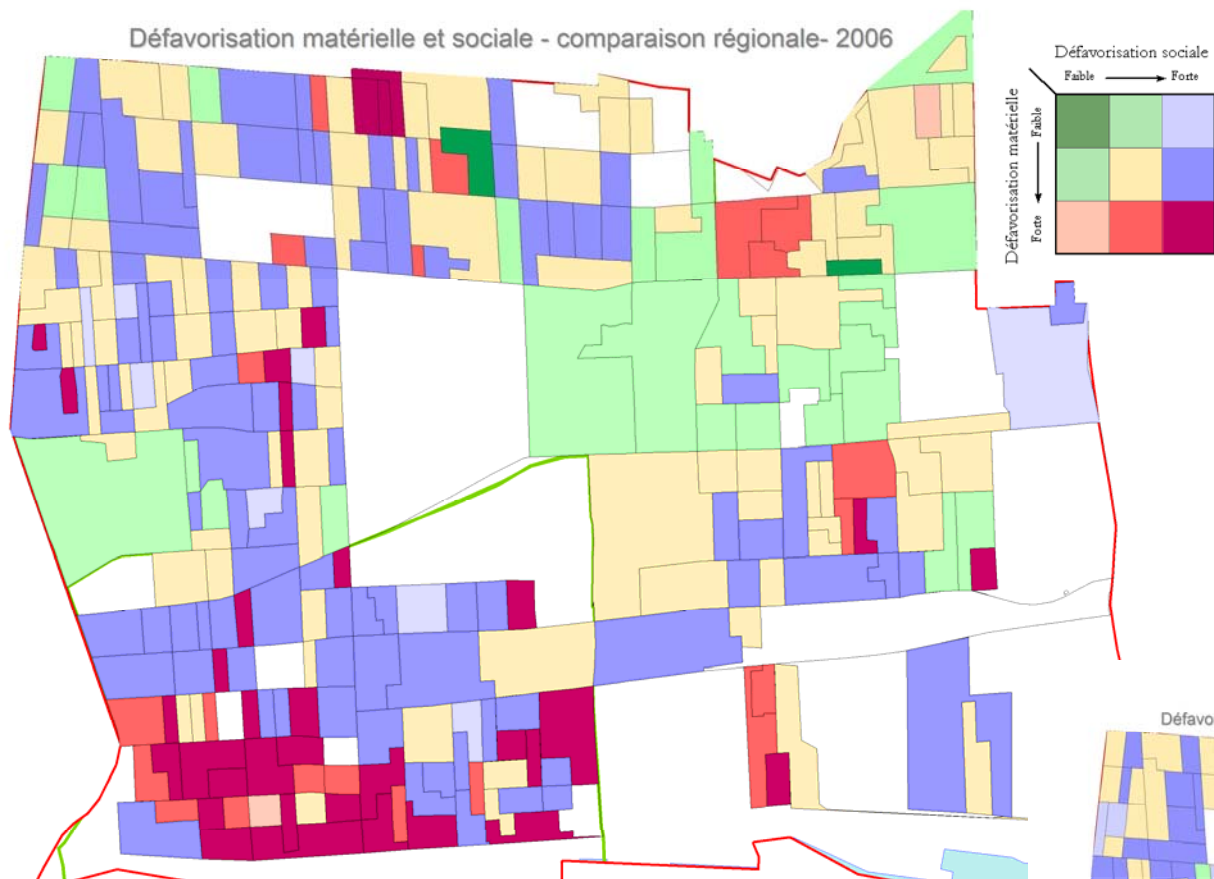 Défavorisation matérielle et sociale - comparaison régionale- 2006
Défavorisation sociale
Faible Forte
Défavorisation matérielle
Faible
Forte
Défavo